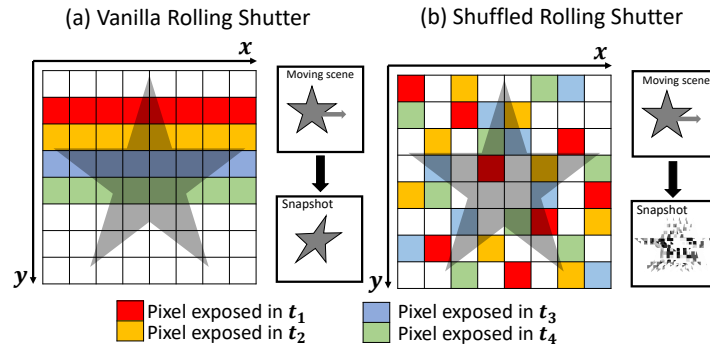 (a) Vanilla Rolling Shutter
(b) Shuffled Rolling Shutter
x
y
Moving scene
Snapshot
x
y
Moving scene
Snapshot
Pixel exposed in t1
Pixel exposed in t2
Pixel exposed in t3
Pixel exposed in t4